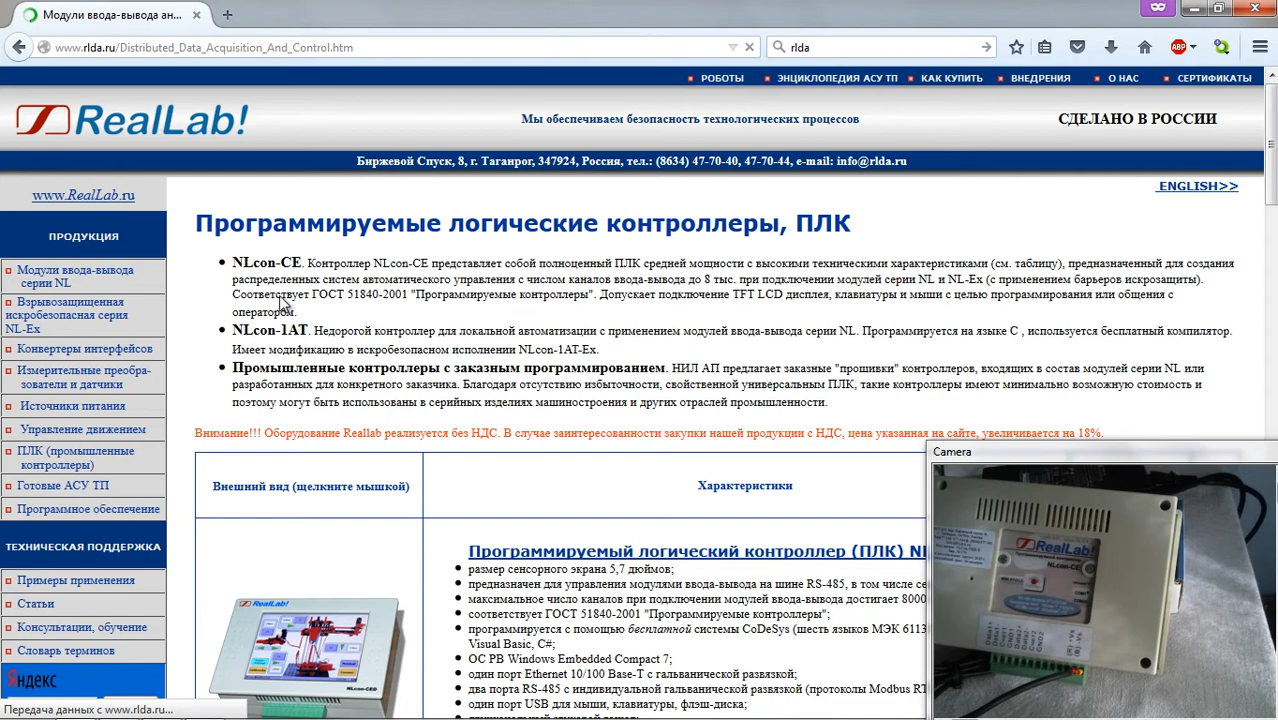 Модули ввода-вывода ан...
www.rlda.ru/Distributed_Data_Acquisition_And_Control.htm
rlda
ABP
РОБОТЫ
ЭНЦИКЛОПЕДИЯ АСУ ТП
КАК КУПИТЬ
ВНЕДРЕНИЯ
О НАС
СЕРТИФИКАТЫ
RealLab!
Мы обеспечиваем безопасность технологических процессов
СДЕЛАНО В РОССИИ
Биржевой Спуск, 8, г. Таганрог, 347924, Россия, тел.: (8634) 47-70-40, 47-70-44, e-mail: info@rlda.ru
www.RealLab.ru
ПРОДУКЦИЯ
Модули ввода-вывода
серии NL
Взрывозащищенная
искробезопасная серия
NL-Ex
Конвертеры интерфейсов
Измерительные преобра-
зователи и датчики
Источники питания
Управление движением
ПЛК (промышленные
контроллеры)
Готовые АСУ ТП
Программное обеспечение
ТЕХНИЧЕСКАЯ ПОДДЕРЖКА
Примеры применения
Статьи
Консультации, обучение
Словарь терминов
Яндекс
Передача данных с www.rlda.ru...
ENGLISH>>
Программируемые логические контроллеры, ПЛК
NLcon-CE. Контроллер NLcon-CE представляет собой полноценный ПЛК средней мощности с высокими техническими характеристиками (см. таблицу), предназначенный для создания
распределенных систем автоматического управления с числом каналов ввода-вывода до 8 тыс. при подключении модулей серии NL и NL-Ex (с применением барьеров искрозащиты).
Соответствует ГОСТ 51840-2001 "Программируемые контроллеры". Допускает подключение TFT LCD дисплея, клавиатуры и мыши с целью программирования или общения с
оператором.
NLcon-1AT. Недорогой контроллер для локальной автоматизации с применением модулей ввода-вывода серии NL. Программируется на языке C , используется бесплатный компилятор.
Имеет модификацию в искробезопасном исполнении NLcon-1AT-Ex.
Промышленные контроллеры с заказным программированием. НИЛ АП предлагает заказные "прошивки" контроллеров, входящих в состав модулей серии NL или
разработанных для конкретного заказчика. Благодаря отсутствию избыточности, свойственной универсальным ПЛК, такие контроллеры имеют минимально возможную стоимость и
поэтому могут быть использованы в серийных изделиях машиностроения и других отраслей промышленности.
Внимание!!! Оборудование Reallab реализуется без НДС. В случае заинтересованности закупки нашей продукции с НДС, цена указанная на сайте, увеличивается на 18%.
Внешний вид (щелкните мышкой)
Характеристики
Программируемый логический контроллер (ПЛК) NL
размер сенсорного экрана 5,7 дюймов;
предназначен для управления модулями ввода-вывода на шине RS-485, в том числе се
максимальное число каналов при подключении модулей ввода-вывода достигает 8000
соответствует ГОСТ 51840-2001 "Программируемые контроллеры";
программируется с помощью бесплатной системы CoDeSys (шесть языков МЭК 6113
Visual Basic, C#;
ОС РВ Windows Embedded Compact 7;
один порт Ethernet 10/100 Base-T с гальванической развязкой;
два порта RS-485 с индивидуальной гальванической развязкой (протоколы Modbus RT
один порт USB для мыши, клавиатуры, флэш-диска;
RealLab!
NLcon-CED
Camera
RealLab!
NLcon-CE